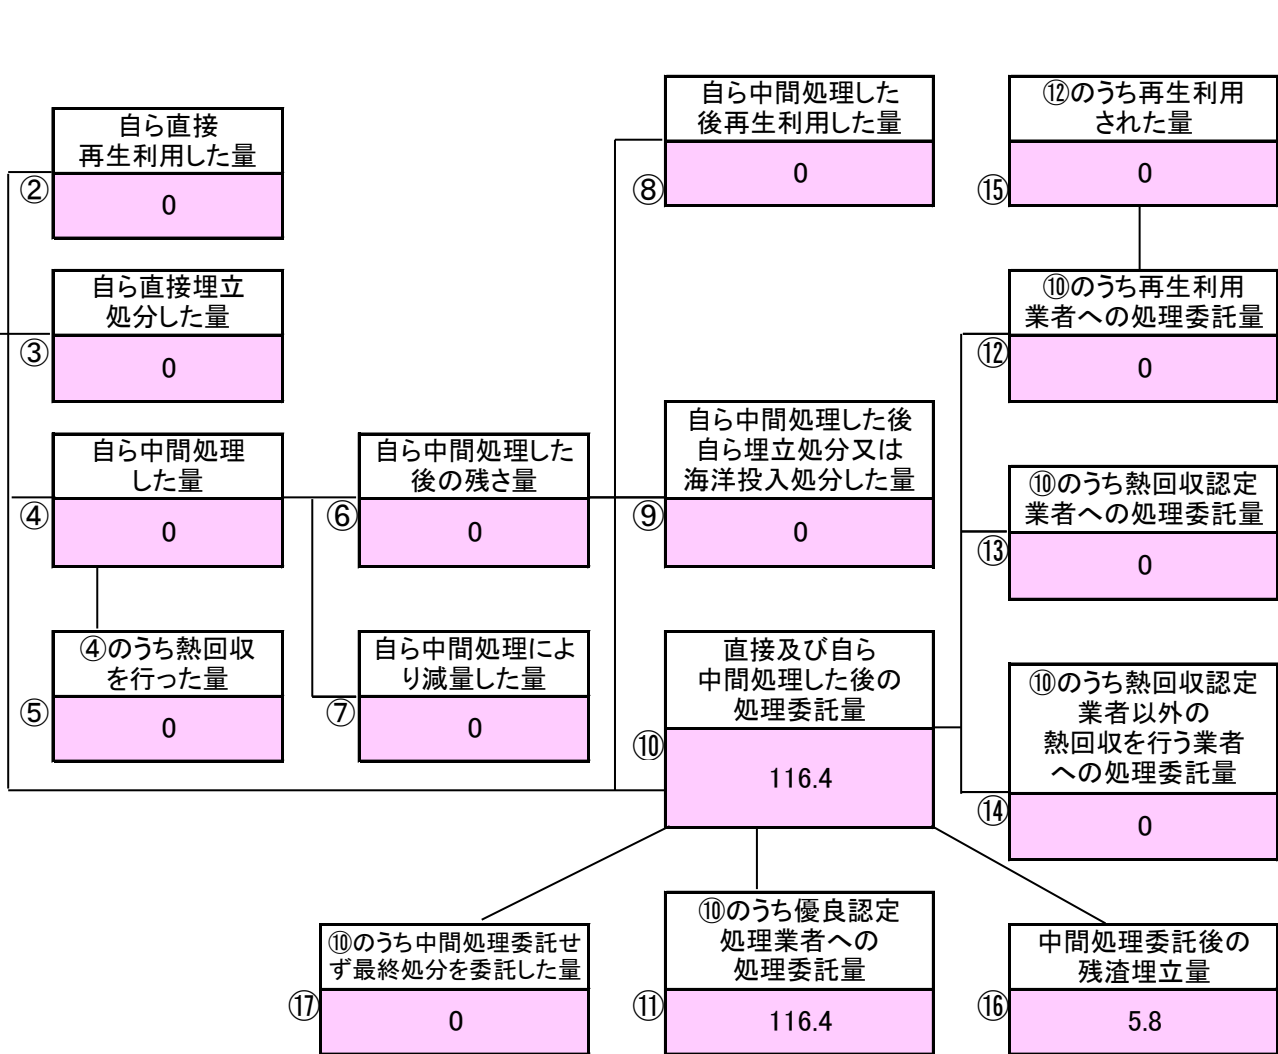 自ら直接
再生利用した量
②
0
自ら直接埋立
処分した量
③
0
自ら中間処理
した量
④
0
④のうち熱回収
を行った量
⑤
0
自ら中間処理した
後の残さ量
⑥
0
自ら中間処理によ
り減量した量
⑦
0
自ら中間処理した
後再生利用した量
⑧
0
自ら中間処理した後
自ら埋立処分又は
海洋投入処分した量
⑨
0
直接及び自ら
中間処理した後の
処理委託量
⑩
116.4
⑫のうち再生利用
された量
⑮
0
⑩のうち再生利用
業者への処理委託量
⑫
0
⑩のうち熱回収認定
業者への処理委託量
⑬
0
⑩のうち熱回収認定
業者以外の
熱回収を行う業者
への処理委託量
⑭
0
⑩のうち中間処理委託せ
ず最終処分を委託した量
⑰
0
⑩のうち優良認定
処理業者への
処理委託量
⑪
116.4
中間処理委託後の
残渣埋立量
⑯
5.8